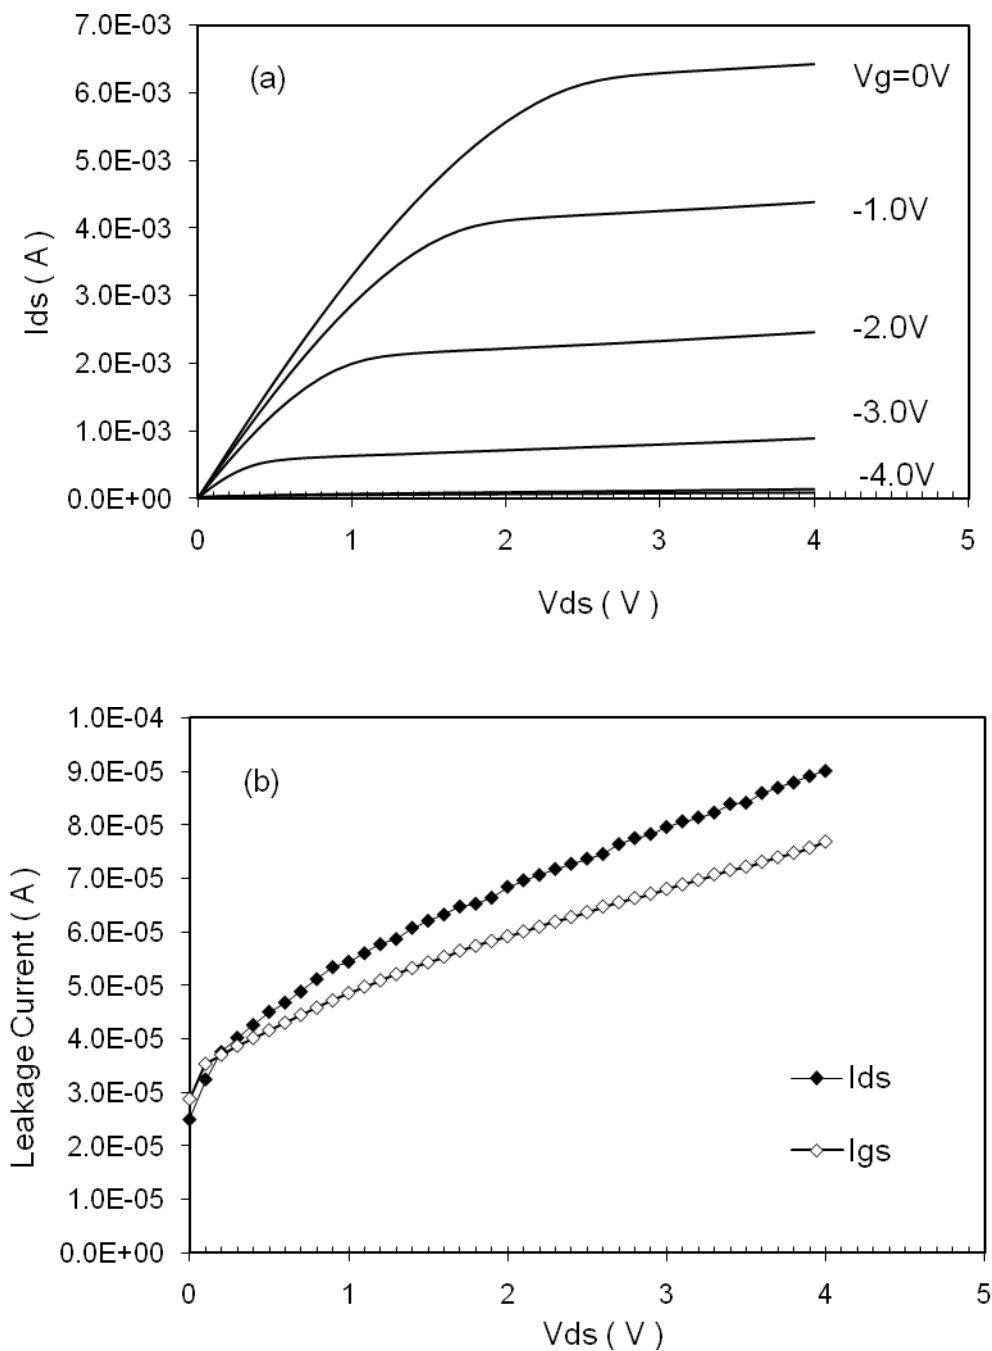 7.0E-03
(a)
Vg=0V
6.0E-03
5.0E-03
4.0E-03
-1.0V
3.0E-03
-2.0V
2.0E-03
-3.0V
1.0E-03
-4.0V
0.0E+00
Ids ( A )
0 1 2 3 4 5
Vds ( V )
1.0E-04
(b)
9.0E-05
8.0E-05
7.0E-05
6.0E-05
5.0E-05
4.0E-05
3.0E-05
2.0E-05
1.0E-05
0.0E+00
Leakage Current ( A )
Ids
Igs
0 1 2 3 4 5
Vds ( V )